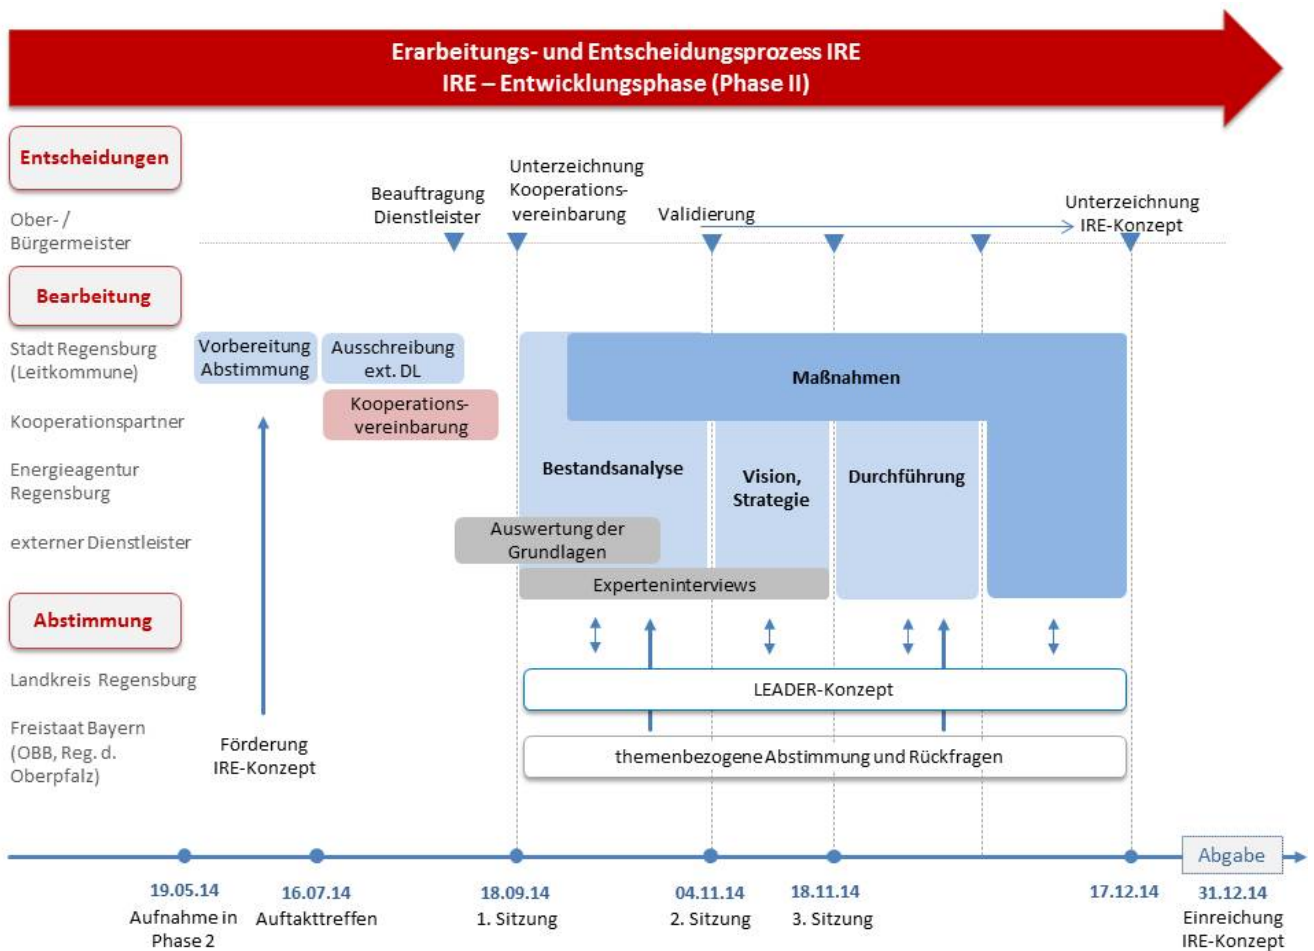 Erarbeitungs- und Entscheidungsprozess IRE
IRE – Entwicklungsphase (Phase II)
Entscheidungen
Ober- /
Bürgermeister
Beauftragung
Dienstleister
Unterzeichnung
Kooperations-
vereinbarung
Validierung
Unterzeichnung
IRE-Konzept
Bearbeitung
Stadt Regensburg
(Leitkommune)
Kooperationspartner
Energieagentur
Regensburg
externer Dienstleister
Vorbereitung
Abstimmung
Ausschreibung
ext. DL
Kooperations-
vereinbarung
Maßnahmen
Bestandsanalyse
Vision,
Strategie
Durchführung
Auswertung der
Grundlagen
Experteninterviews
Abstimmung
Landkreis Regensburg
Freistaat Bayern
(OBB, Reg. d.
Oberpfalz)
Förderung
IRE-Konzept
LEADER-Konzept
themenbezogene Abstimmung und Rückfragen
Abgabe
19.05.14
Aufnahme in
Phase 2
16.07.14
Auftakttreffen
18.09.14
1. Sitzung
04.11.14
2. Sitzung
18.11.14
3. Sitzung
17.12.14
31.12.14
Einreichung
IRE-Konzept